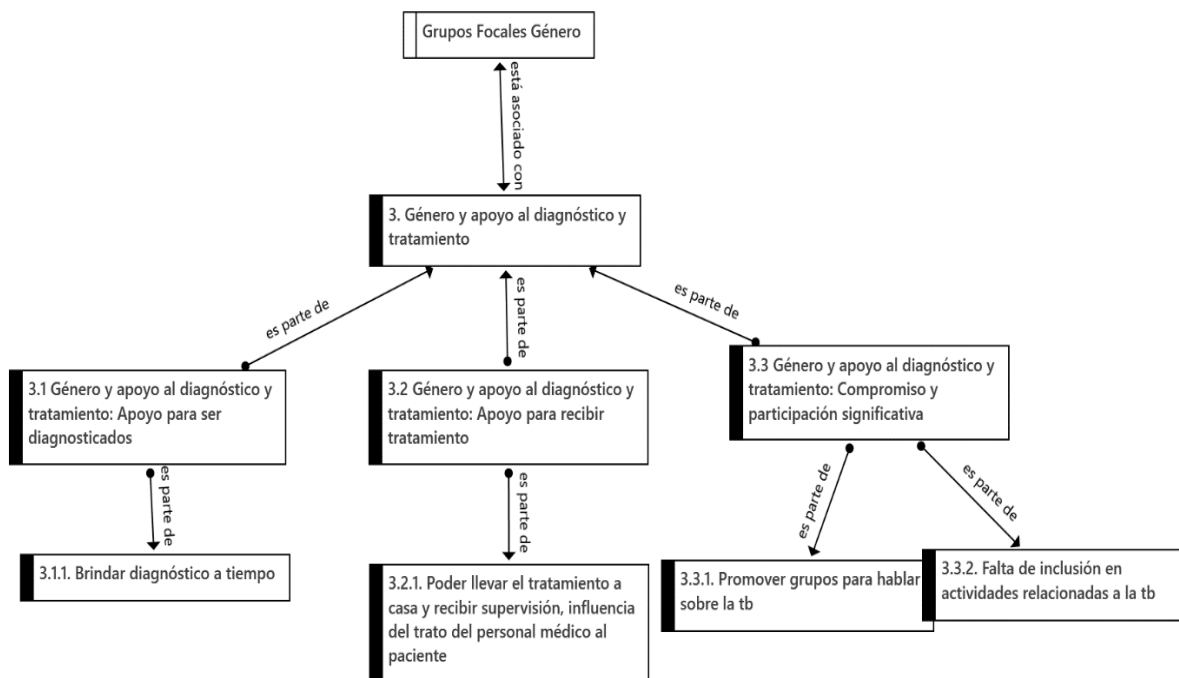 Grupos Focales Género
está asociado con
3. Género y apoyo al diagnóstico y
tratamiento
es parte de
es parte de
es parte de
3.1 Género y apoyo al diagnóstico y
tratamiento: Apoyo para ser
diagnosticados
3.2 Género y apoyo al diagnóstico y
tratamiento: Apoyo para recibir
tratamiento
3.3 Género y apoyo al diagnóstico y
tratamiento: Compromiso y
participación significativa
es parte de
es parte de
es parte de
es parte de
3.1.1. Brindar diagnóstico a tiempo
3.2.1. Poder llevar el tratamiento a
casa y recibir supervisión, influencia
del trato del personal médico al
paciente
3.3.1. Promover grupos para hablar
sobre la tb
3.3.2. Falta de inclusión en
actividades relacionadas a la tb